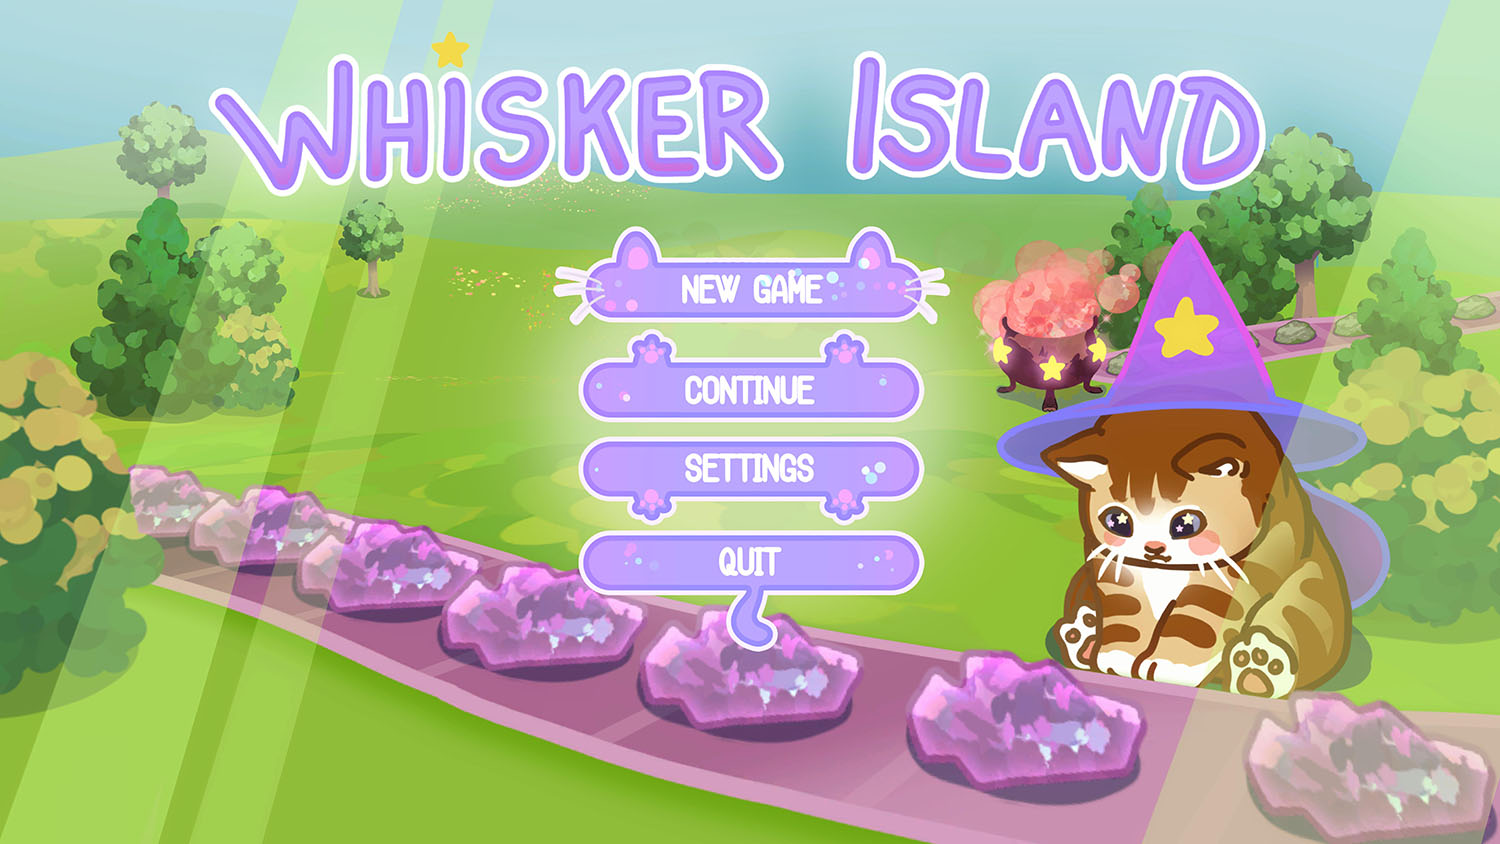 WHISKER ISLAND
NEW GAME
CONTINUE
SETTINGS
QUIT